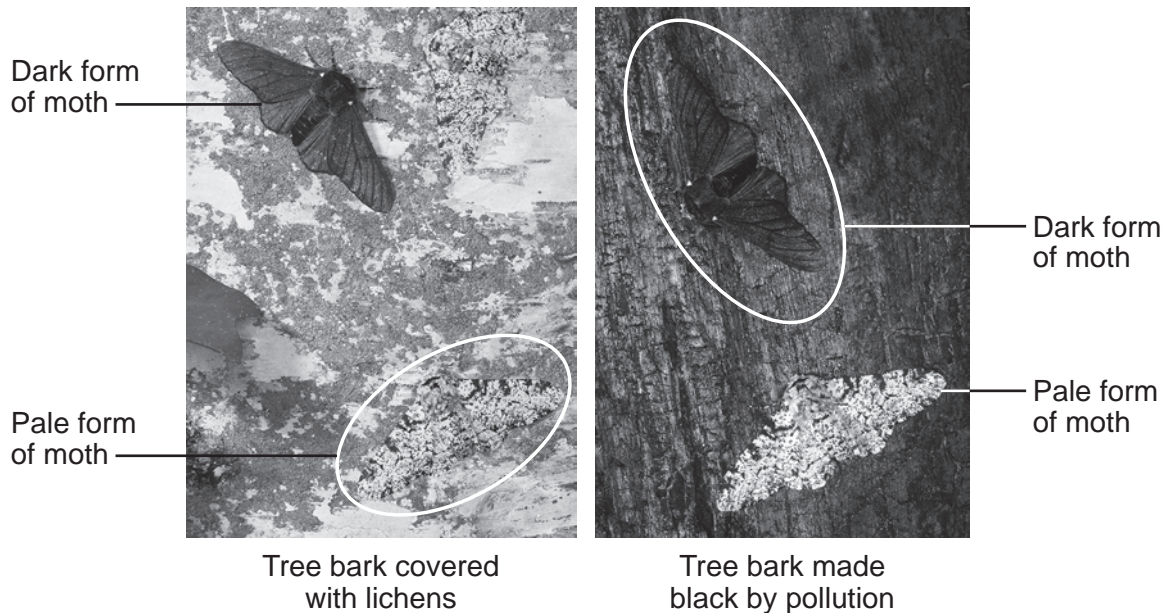 Dark form
of moth
Pale form
of moth
Dark form
of moth
Pale form
of moth
Tree bark covered
with lichens
Tree bark made
black by pollution